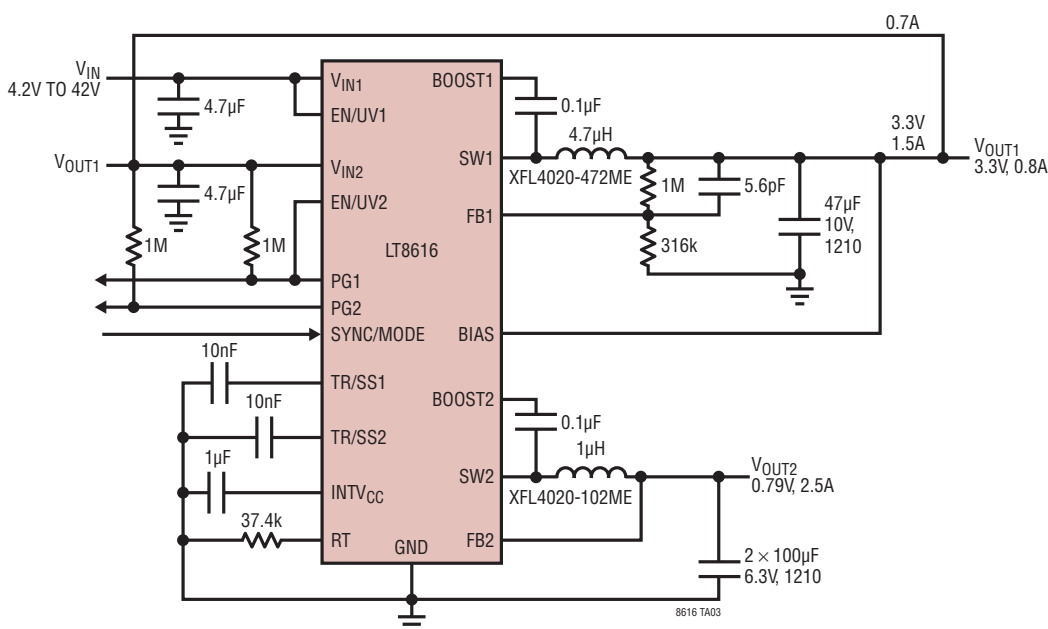 0.7A
VIN
4.2V TO 42V
4.7µF
VIN1
EN/UV1
BOOST1
0.1µF
4.7µH
SW1
XFL4020-472ME
3.3V
1.5A
VOUT1
3.3V, 0.8A
VOUT1
4.7µF
VIN2
EN/UV2
1M
5.6pF
FB1
47µF
10V,
1210
316k
1M
1M
LT8616
PG1
PG2
SYNC/MODE
BIAS
10nF
TR/SS1
BOOST2
10nF
0.1µF
TR/SS2
1µH
1µF
SW2
XFL4020-102ME
VOUT2
0.79V, 2.5A
INTVCC
37.4k
RT
GND
FB2
2 × 100µF
6.3V, 1210
8616 TA03